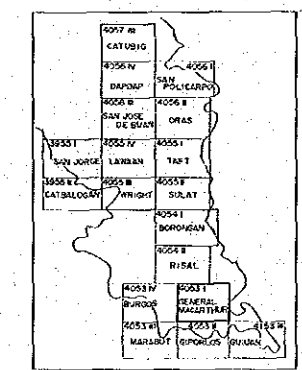 4057 III
CATUBIG
4056 IV 4056 I
DAPDAP SAN POLICARPO
4056 III 4056 II
SAN JOSE DE BUAN ORAS
3955 I 4055 IV 4055 I
SAN JORGE LAWAAN TAFT
3955 II 4055 III 4055 II
CATBALOGAN WRIGHT SULAT
4054 I
BORONGAN
4054 II
RISAL
4053 IV 4053 I
BURGOS GENERAL MACARTHUR
4053 III 4053 II 4153 III
MARABUT GIPORLOS GUIUAN